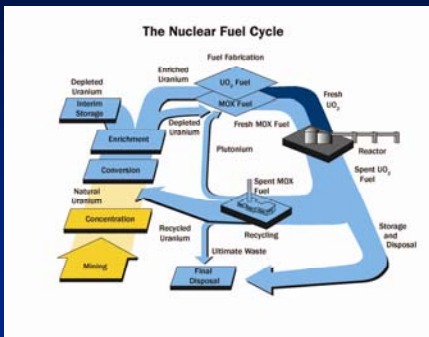 The Nuclear Fuel Cycle
Fuel Fabrication
Enriched
Uranium
UO₂ Fuel
MOX Fuel
Depleted
Uranium
Interim
Storage
Depleted
Uranium
Fresh
UO₂
Fresh MOX Fuel
Enrichment
Plutonium
Reactor
Conversion
Spent MOX
Fuel
Spent UO₂
Fuel
Natural
Uranium
Concentration
Recycling
Recycled
Uranium
Storage
and
Disposal
Ultimate Waste
Mining
Final
Disposal